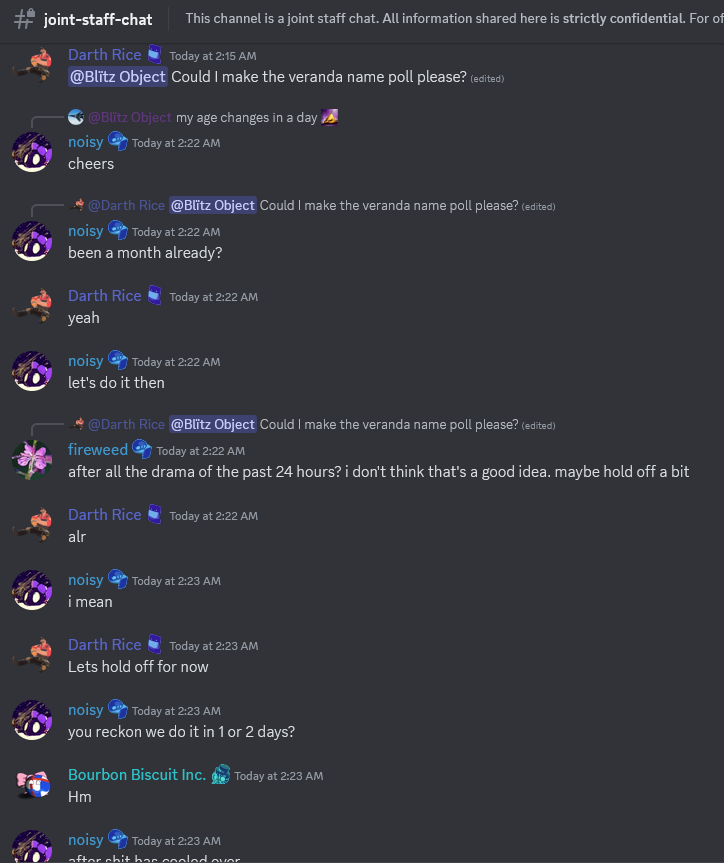 joint-staff-chat
This channel is a joint staff chat. All information shared here is strictly confidential. For of
Darth Rice Today at 2:15 AM
@Blïtz Object Could I make the veranda name poll please? (edited)
@Blïtz Object my age changes in a day
noisy Today at 2:22 AM
cheers
@Darth Rice @Blïtz Object Could I make the veranda name poll please? (edited)
noisy Today at 2:22 AM
been a month already?
Darth Rice Today at 2:22 AM
yeah
noisy Today at 2:22 AM
let's do it then
@Darth Rice @Blïtz Object Could I make the veranda name poll please? (edited)
fireweed Today at 2:22 AM
after all the drama of the past 24 hours? i don't think that's a good idea. maybe hold off a bit
Darth Rice Today at 2:22 AM
alr
noisy Today at 2:23 AM
i mean
Darth Rice Today at 2:23 AM
Lets hold off for now
noisy Today at 2:23 AM
you reckon we do it in 1 or 2 days?
Bourbon Biscuit Inc. Today at 2:23 AM
Hm
noisy Today at 2:23 AM
after shit has cooled over